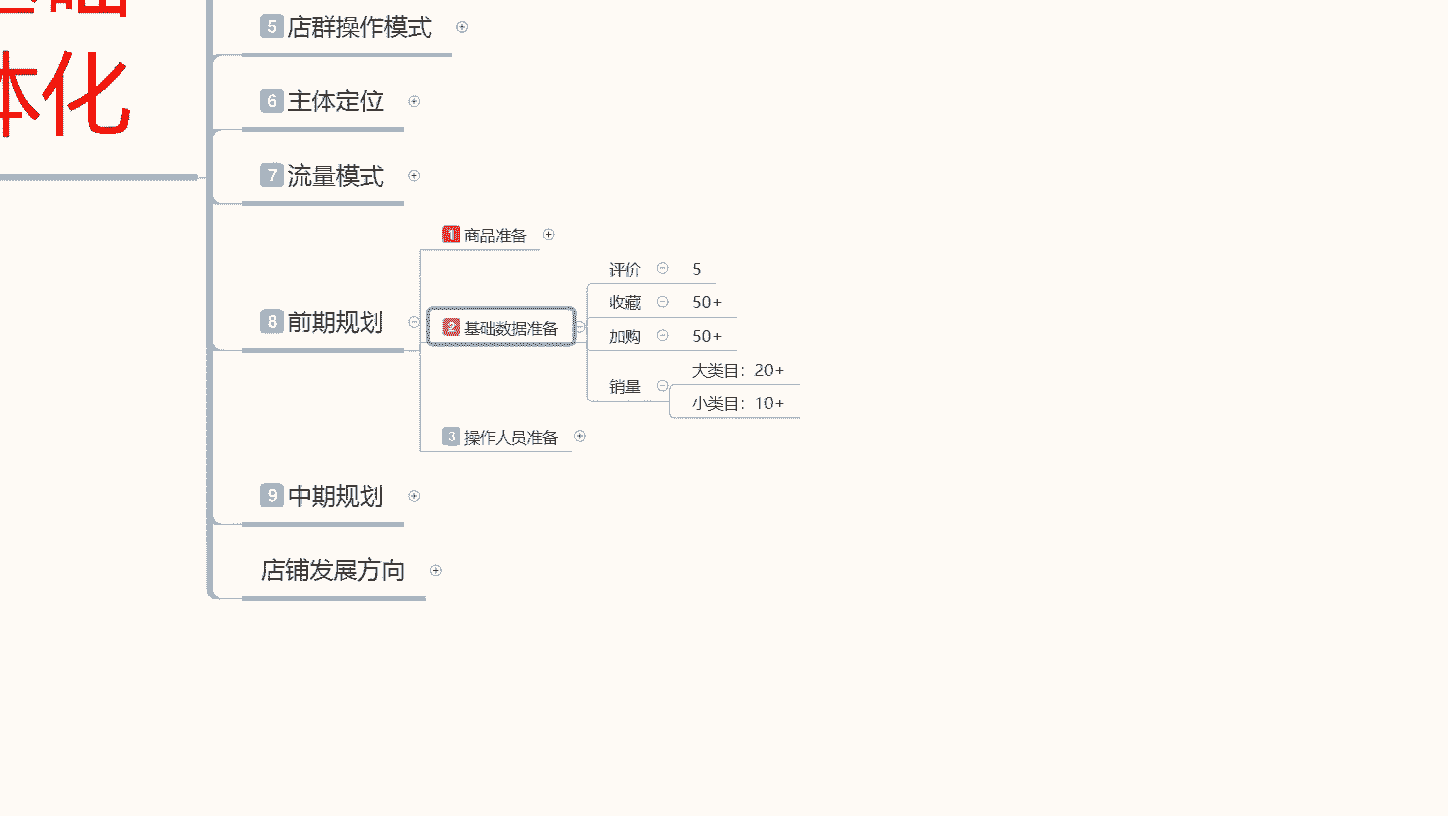 5 店群操作模式
体化
6 主体定位
7 流量模式
1 商品准备
评价 5
收藏 50+
8 前期规划
2 基础数据准备
加购 50+
大类目：20+
销量
小类目：10+
3 操作人员准备
9 中期规划
店铺发展方向